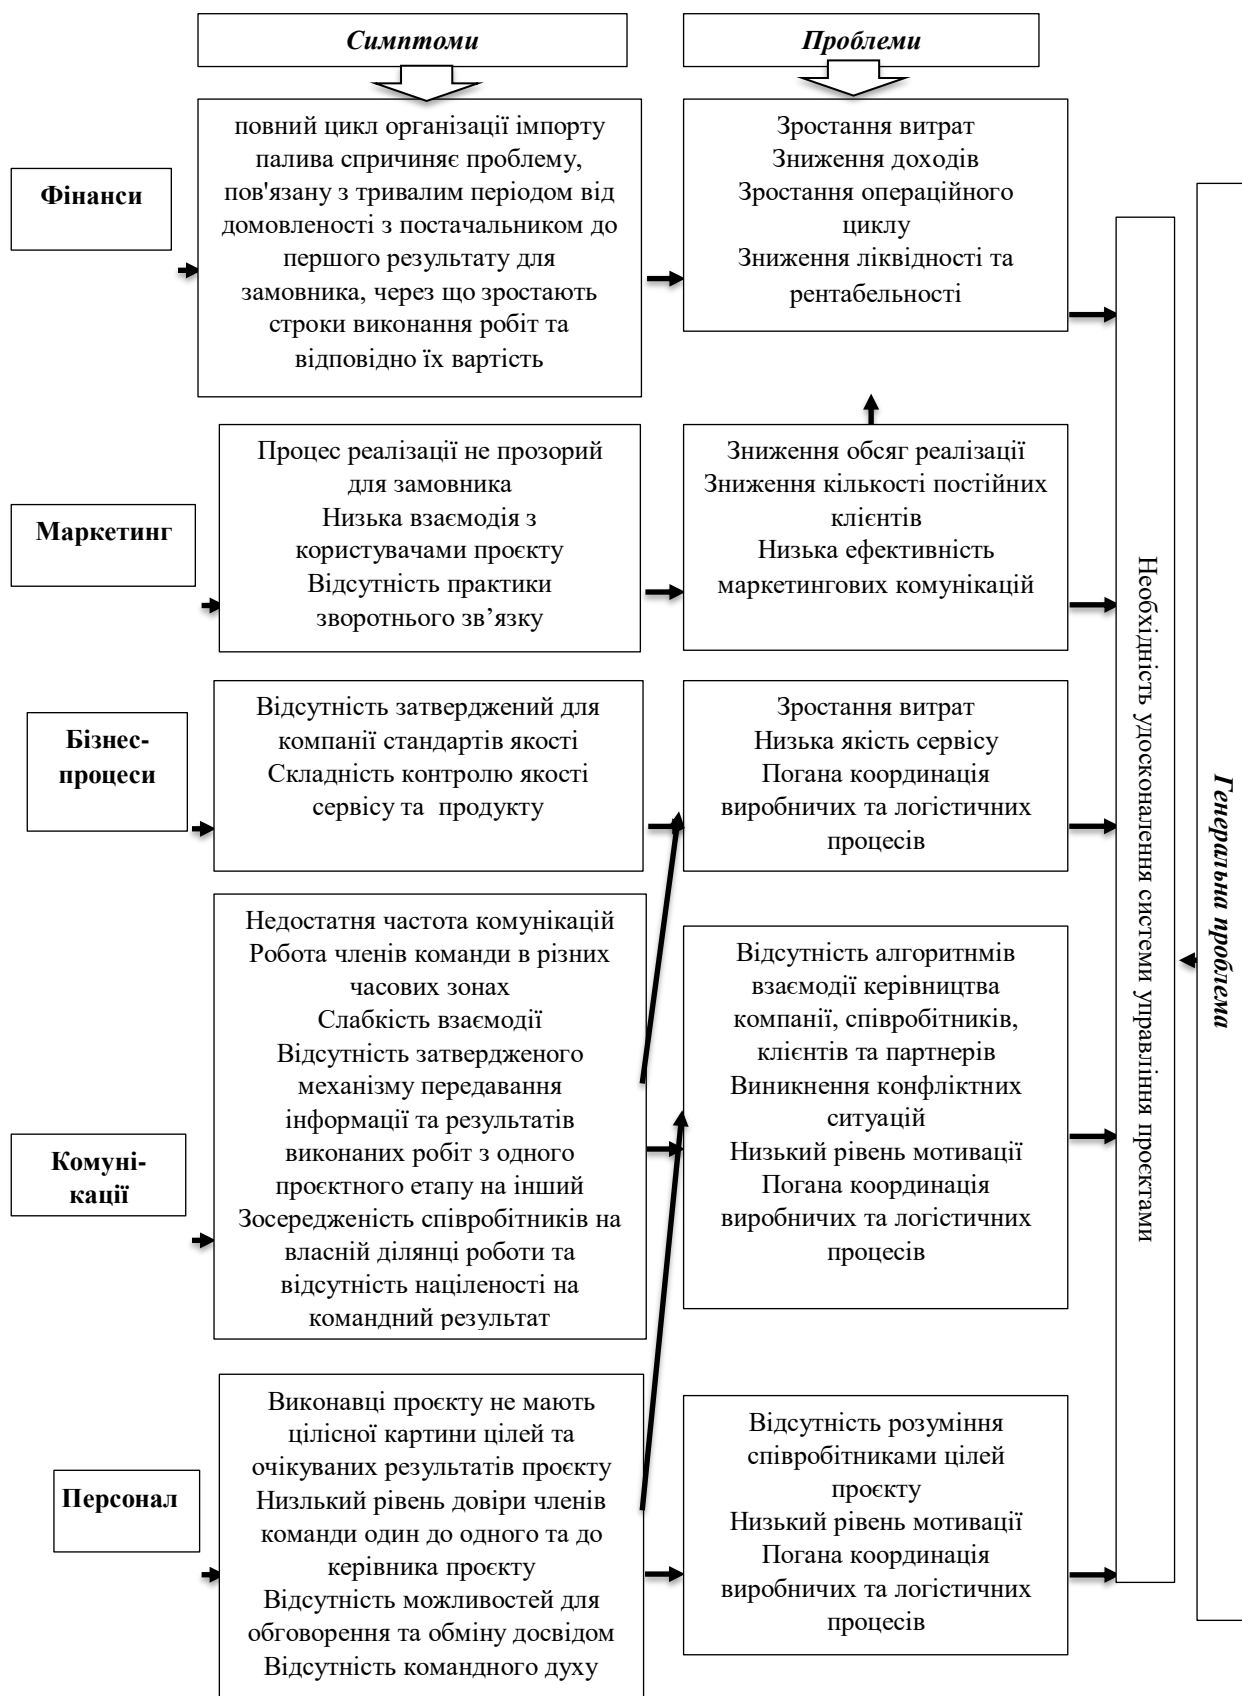 Симптоми
Проблеми
Фінанси
повний цикл організації імпорту
палива спричиняє проблему,
пов'язану з тривалим періодом від
домовленості з постачальником до
першого результату для
замовника, через що зростають
строки виконання робіт та
відповідно їх вартість
Зростання витрат
Зниження доходів
Зростання операційного
циклу
Зниження ліквідності та
рентабельності
Маркетинг
Процес реалізації не прозорий
для замовника
Низька взаємодія з
користувачами проєкту
Відсутність практики
зворотнього зв’язку
Зниження обсяг реалізації
Зниження кількості постійних
клієнтів
Низька ефективність
маркетингових комунікацій
Бізнес-
процеси
Відсутність затверджений для
компанії стандартів якості
Складність контролю якості
сервісу та  продукту
Зростання витрат
Низька якість сервісу
Погана координація
виробничих та логістичних
процесів
Комуні-
кації
Недостатня частота комунікацій
Робота членів команди в різних
часових зонах
Слабкість взаємодії
Відсутність затвердженого
механізму передавання
інформації та результатів
виконаних робіт з одного
проєктного етапу на інший
Зосередженість співробітників на
власній ділянці роботи та
відсутність націленості на
командний результат
Відсутність алгоритнмів
взаємодії керівництва
компанії, співробітників,
клієнтів та партнерів
Виникнення конфліктних
ситуацій
Низький рівень мотивації
Погана координація
виробничих та логістичних
процесів
Персонал
Виконавці проєкту не мають
цілісної картини цілей та
очікуваних результатів проєкту
Низлький рівень довіри членів
команди один до одного та до
керівника проєкту
Відсутність можливостей для
обговорення та обміну досвідом
Відсутність командного духу
Відсутність розуміння
співробітниками цілей
проєкту
Низький рівень мотивації
Погана координація
виробничих та логістичних
процесів
Необхідність удосконалення системи управління проєктами
Генеральна проблема